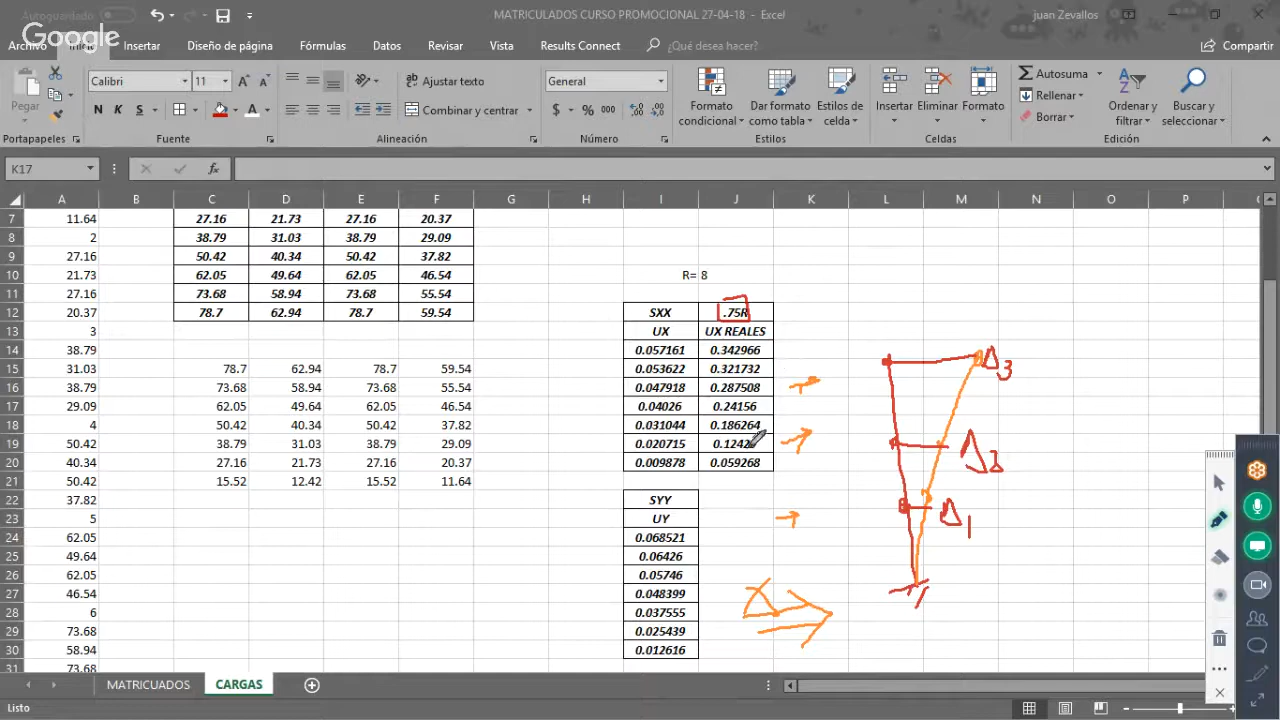 Autoguardado
MATRICULADOS CURSO PROMOCIONAL 27-04-18 - Excel
juan Zevallos
Google
Archivo Insertar Diseño de página Fórmulas Datos Revisar Vista Results Connect ¿Qué desea hacer? Compartir
Pegar
Calibri 11
N K S
Ajustar texto
Combinar y centrar
General
$ % 000
Formato condicional
Dar formato como tabla
Estilos de celda
Insertar Eliminar Formato
Autosuma
Rellenar
Borrar
Ordenar y filtrar
Buscar y seleccionar
Portapapeles Fuente Alineación Número Estilos Celdas Edición
K17 fx
A B C D E F G H I J K L M N O P Q R S
7 11.64 27.16 21.73 27.16 20.37
8 2 38.79 31.03 38.79 29.09
9 27.16 50.42 40.34 50.42 37.82
10 21.73 62.05 49.64 62.05 46.54 R= 8
11 27.16 73.68 58.94 73.68 55.54
12 20.37 78.7 62.94 78.7 59.54 SXX .75R
13 3 UX UX REALES
14 38.79 0.057161 0.342966
15 31.03 78.7 62.94 78.7 59.54 0.053622 0.321732
16 38.79 73.68 58.94 73.68 55.54 0.047918 0.287508
17 29.09 62.05 49.64 62.05 46.54 0.04026 0.24156
18 4 50.42 40.34 50.42 37.82 0.031044 0.186264
19 50.42 38.79 31.03 38.79 29.09 0.020715
20 40.34 27.16 21.73 27.16 20.37 0.009878 0.059268
21 50.42 15.52 12.42 15.52 11.64
22 37.82 SYY
23 5 UY
24 62.05 0.068521
25 49.64 0.06426
26 62.05 0.05746
27 46.54 0.048399
28 6 0.037555
29 73.68 0.025439
30 58.94 0.012616
31 73.68
Δ3
Δ2
Δ1
MATRICUADOS CARGAS
Listo